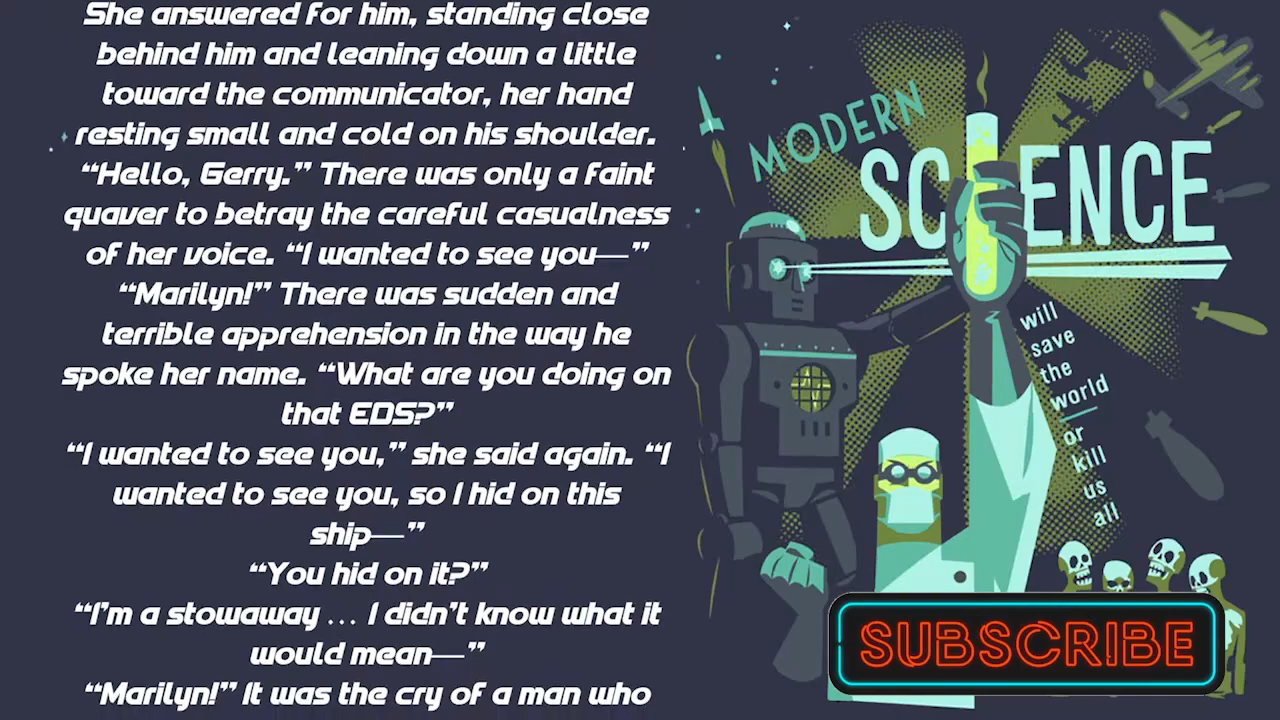 She answered for him, standing close
behind him and leaning down a little
toward the communicator, her hand
resting small and cold on his shoulder.
“Hello, Gerry.” There was only a faint
quaver to betray the careful casualness
of her voice. “I wanted to see you—”
“Marilyn!” There was sudden and
terrible apprehension in the way he
spoke her name. “What are you doing on
that EDS?”
“I wanted to see you,” she said again. “I
wanted to see you, so I hid on this
ship—”
“You hid on it?”
“I’m a stowaway … I didn’t know what it
would mean—”
“Marilyn!” It was the cry of a man who
MODERN
SCIENCE
will
save
the
world
or
kill
us
all
SUBSCRIBE